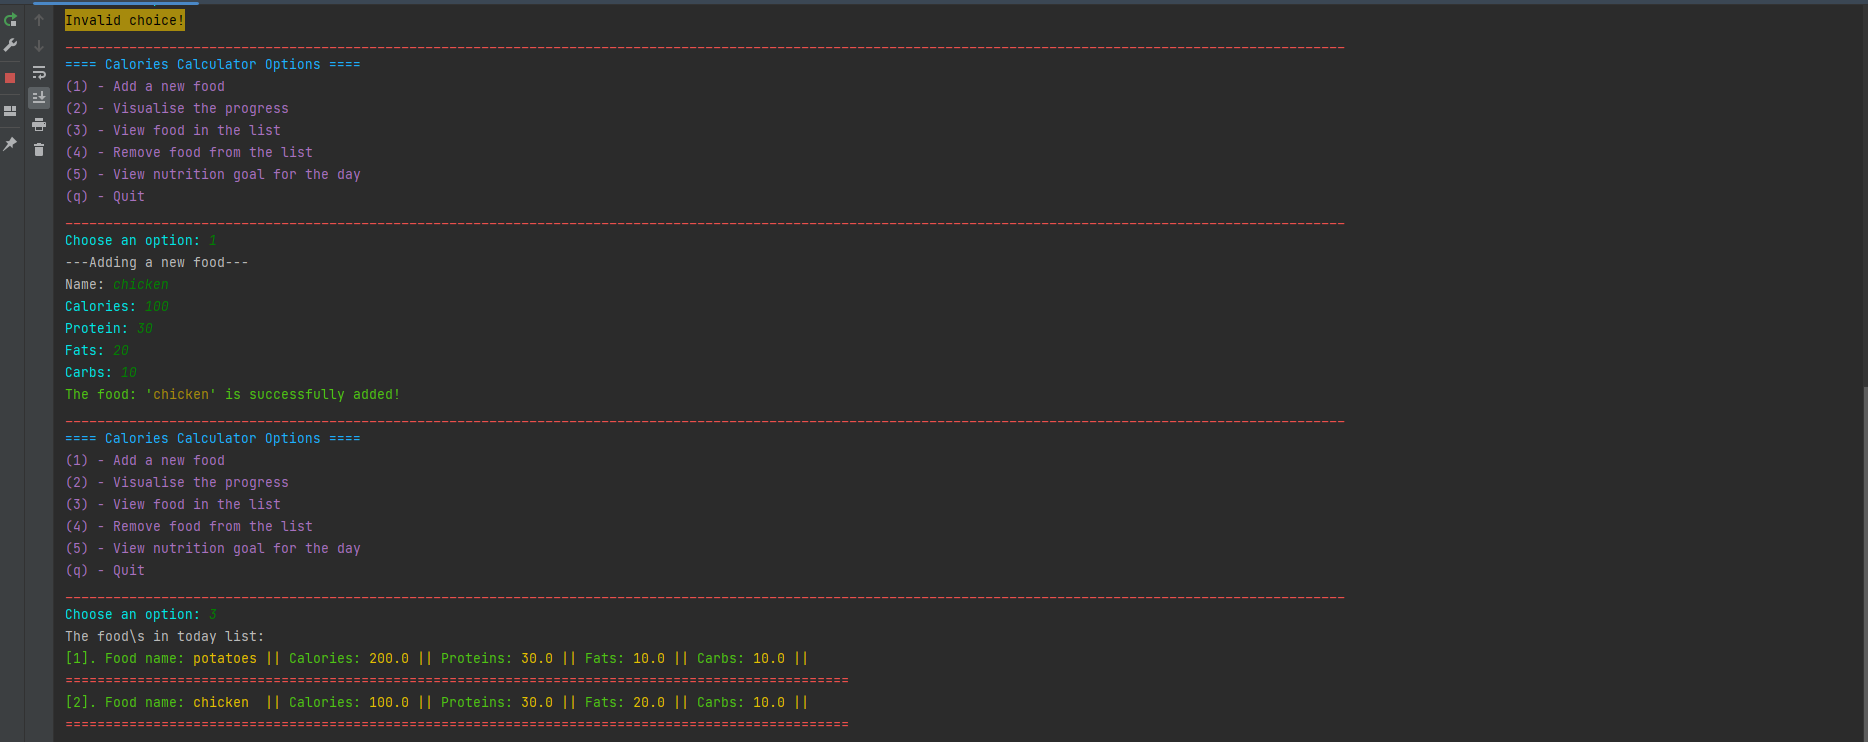 Invalid choice!
________________________________________________________________________________________________________________________________________________________________
==== Calories Calculator Options ====
(1) - Add a new food
(2) - Visualise the progress
(3) - View food in the list
(4) - Remove food from the list
(5) - View nutrition goal for the day
(q) - Quit
________________________________________________________________________________________________________________________________________________________________
Choose an option: 1
---Adding a new food---
Name: chicken
Calories: 100
Protein: 30
Fats: 20
Carbs: 10
The food: 'chicken' is successfully added!
________________________________________________________________________________________________________________________________________________________________
==== Calories Calculator Options ====
(1) - Add a new food
(2) - Visualise the progress
(3) - View food in the list
(4) - Remove food from the list
(5) - View nutrition goal for the day
(q) - Quit
________________________________________________________________________________________________________________________________________________________________
Choose an option: 3
The food\s in today list:
[1]. Food name: potatoes || Calories: 200.0 || Proteins: 30.0 || Fats: 10.0 || Carbs: 10.0 ||
==================================================================================================
[2]. Food name: chicken  || Calories: 100.0 || Proteins: 30.0 || Fats: 20.0 || Carbs: 10.0 ||
==================================================================================================